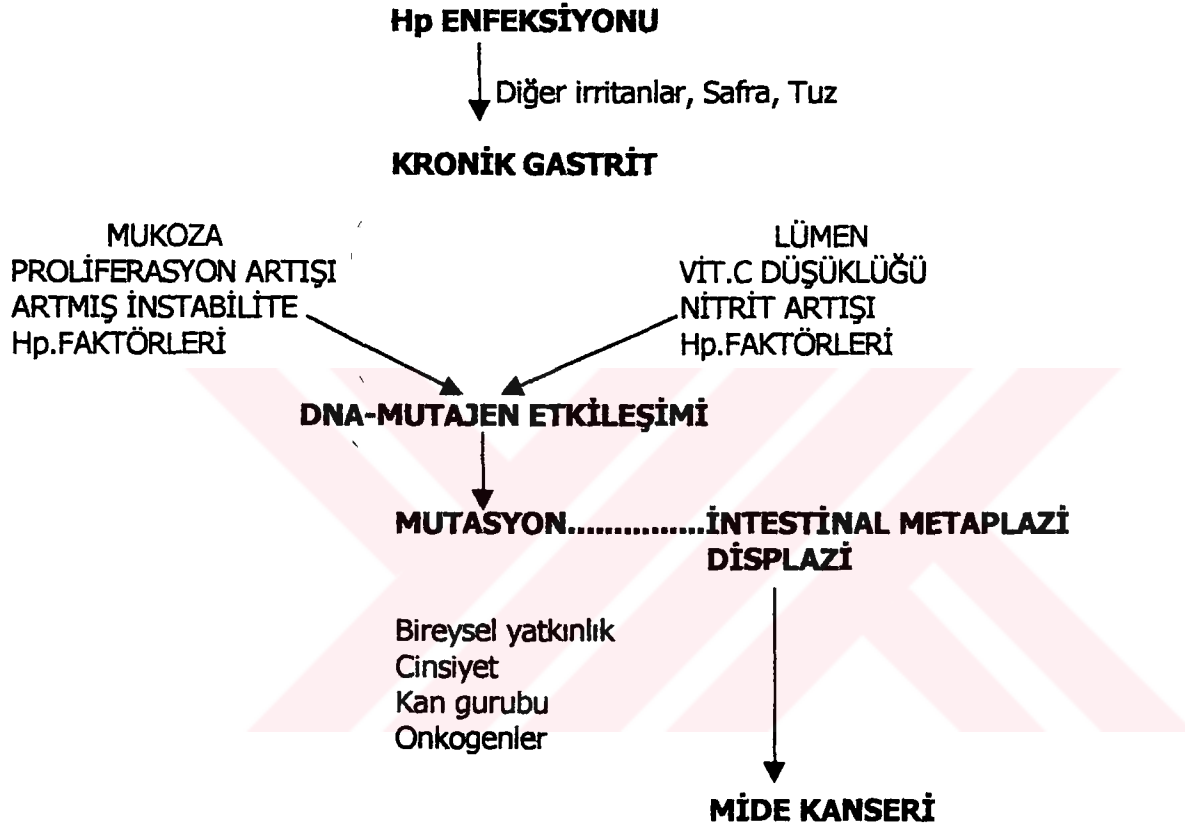 Hp ENFEKSİYONU
Diğer irritanlar, Safra, Tuz
KRONİK GASTRİT
MUKOZA
PROLİFERASYON ARTIŞI
ARTMIŞ İNSTABİLİTE
Hp.FAKTÖRLERİ
LÜMEN
VİT.C DÜŞÜKLÜĞÜ
NİTRİT ARTIŞI
Hp.FAKTÖRLERİ
DNA-MUTAJEN ETKİLEŞİMİ
MUTASYON...............İNTESTİNAL METAPLAZİ
DİSPLAZİ
Bireysel yatkınlık
Cinsiyet
Kan gurubu
Onkogenler
MİDE KANSERİ